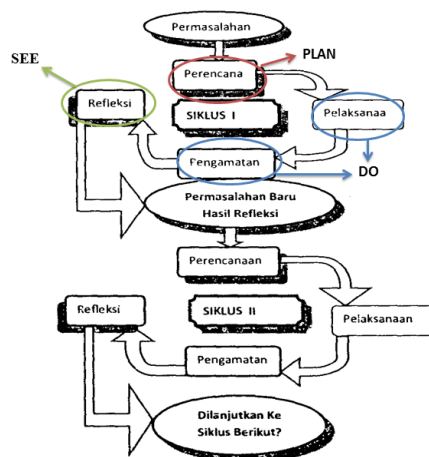 Permasalahan
PLAN
SEE
Perencana
Refleksi
SIKLUS I
Pelaksanaa
Pengamatan
DO
Permasalahan Baru
Hasil Refleksi
Perencanaan
Refleksi
SIKLUS II
Pelaksanaan
Pengamatan
Dilanjutkan Ke
Siklus Berikut?